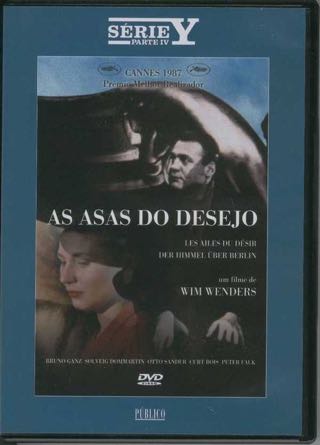 SÉRIE Y
PARTE IV
CANNES 1987
Prémio Melhor Realizador
AS ASAS DO DESEJO
LES AILES DU DÉSIR
DER HIMMEL ÜBER BERLIN
um filme de
WIM WENDERS
BRUNO GANZ SOLVEIG DOMMARTIN OTTO SANDER CURT BOIS PETER FALK
DVD
VIDEO
PÚBLICO